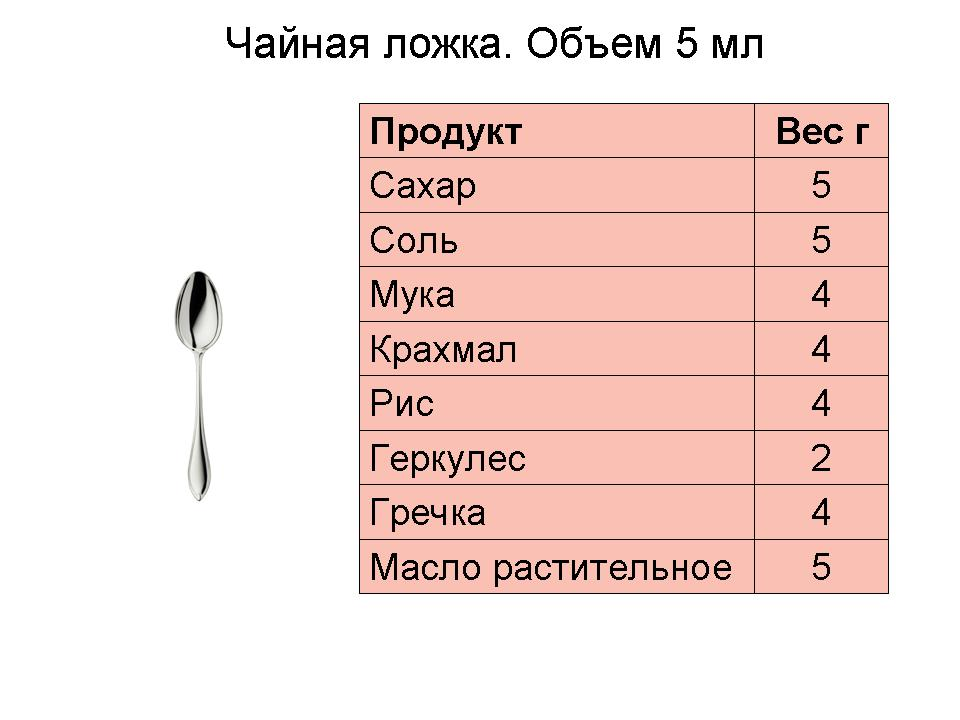 Чайная ложка. Объем 5 мл
Продукт Вес г
Сахар 5
Соль 5
Мука 4
Крахмал 4
Рис 4
Геркулес 2
Гречка 4
Масло растительное 5